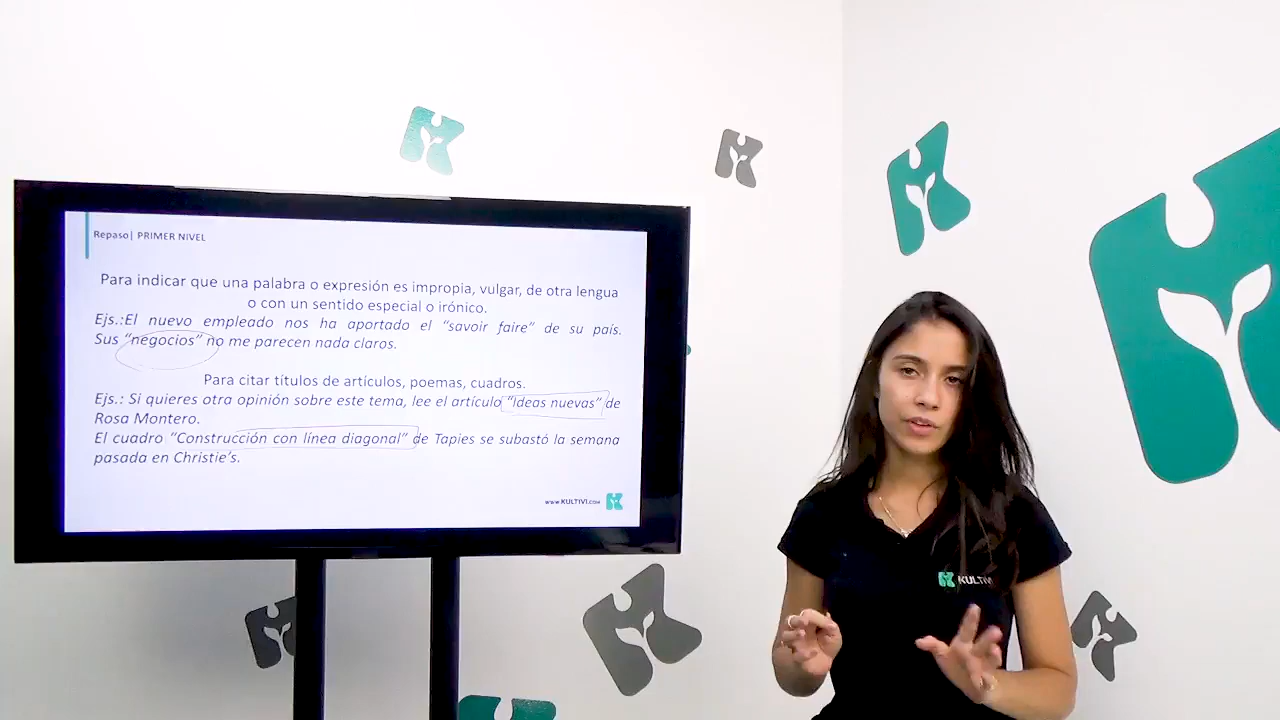 Repaso| PRIMER NIVEL
Para indicar que una palabra o expresión es impropia, vulgar, de otra lengua
o con un sentido especial o irónico.
Ejs.:El nuevo empleado nos ha aportado el “savoir faire” de su país.
Sus “negocios” no me parecen nada claros.
Para citar títulos de artículos, poemas, cuadros.
Ejs.: Si quieres otra opinión sobre este tema, lee el artículo “Ideas nuevas” de
Rosa Montero.
El cuadro “Construcción con línea diagonal” de Tapies se subastó la semana
pasada en Christie’s.
www.KULTIVI.COM
KULTIVI